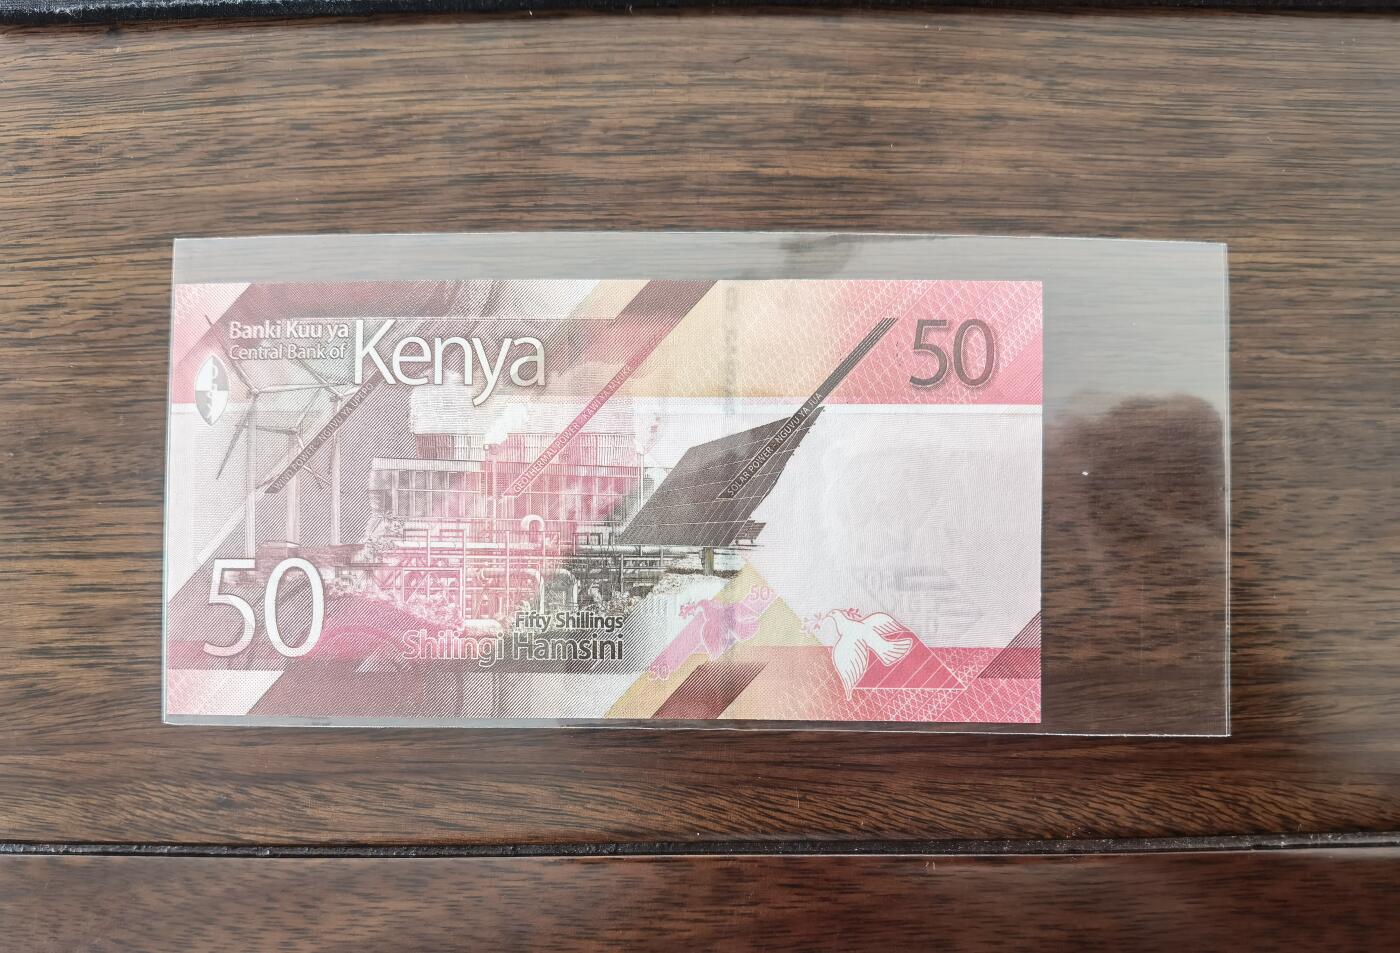 Banki Kuu ya
Central Bank of
Kenya
50
WIND POWER - NGUVU YA UPEPO
GEOTHERMAL POWER - KAWI YA MVUKE
SOLAR POWER - NGUVU YA JUA
50
Fifty Shillings
Shilingi Hamsini
50
50